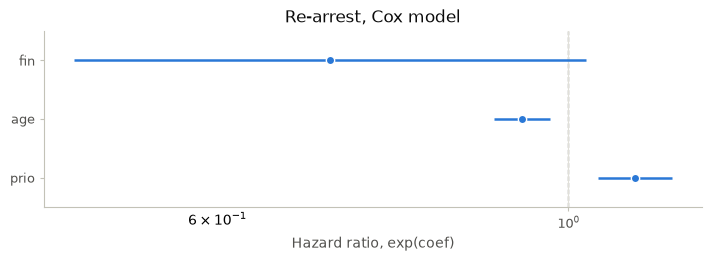 Re-arrest, Cox model
fin
age
prio
6 × 10⁻¹
10⁰
Hazard ratio, exp(coef)